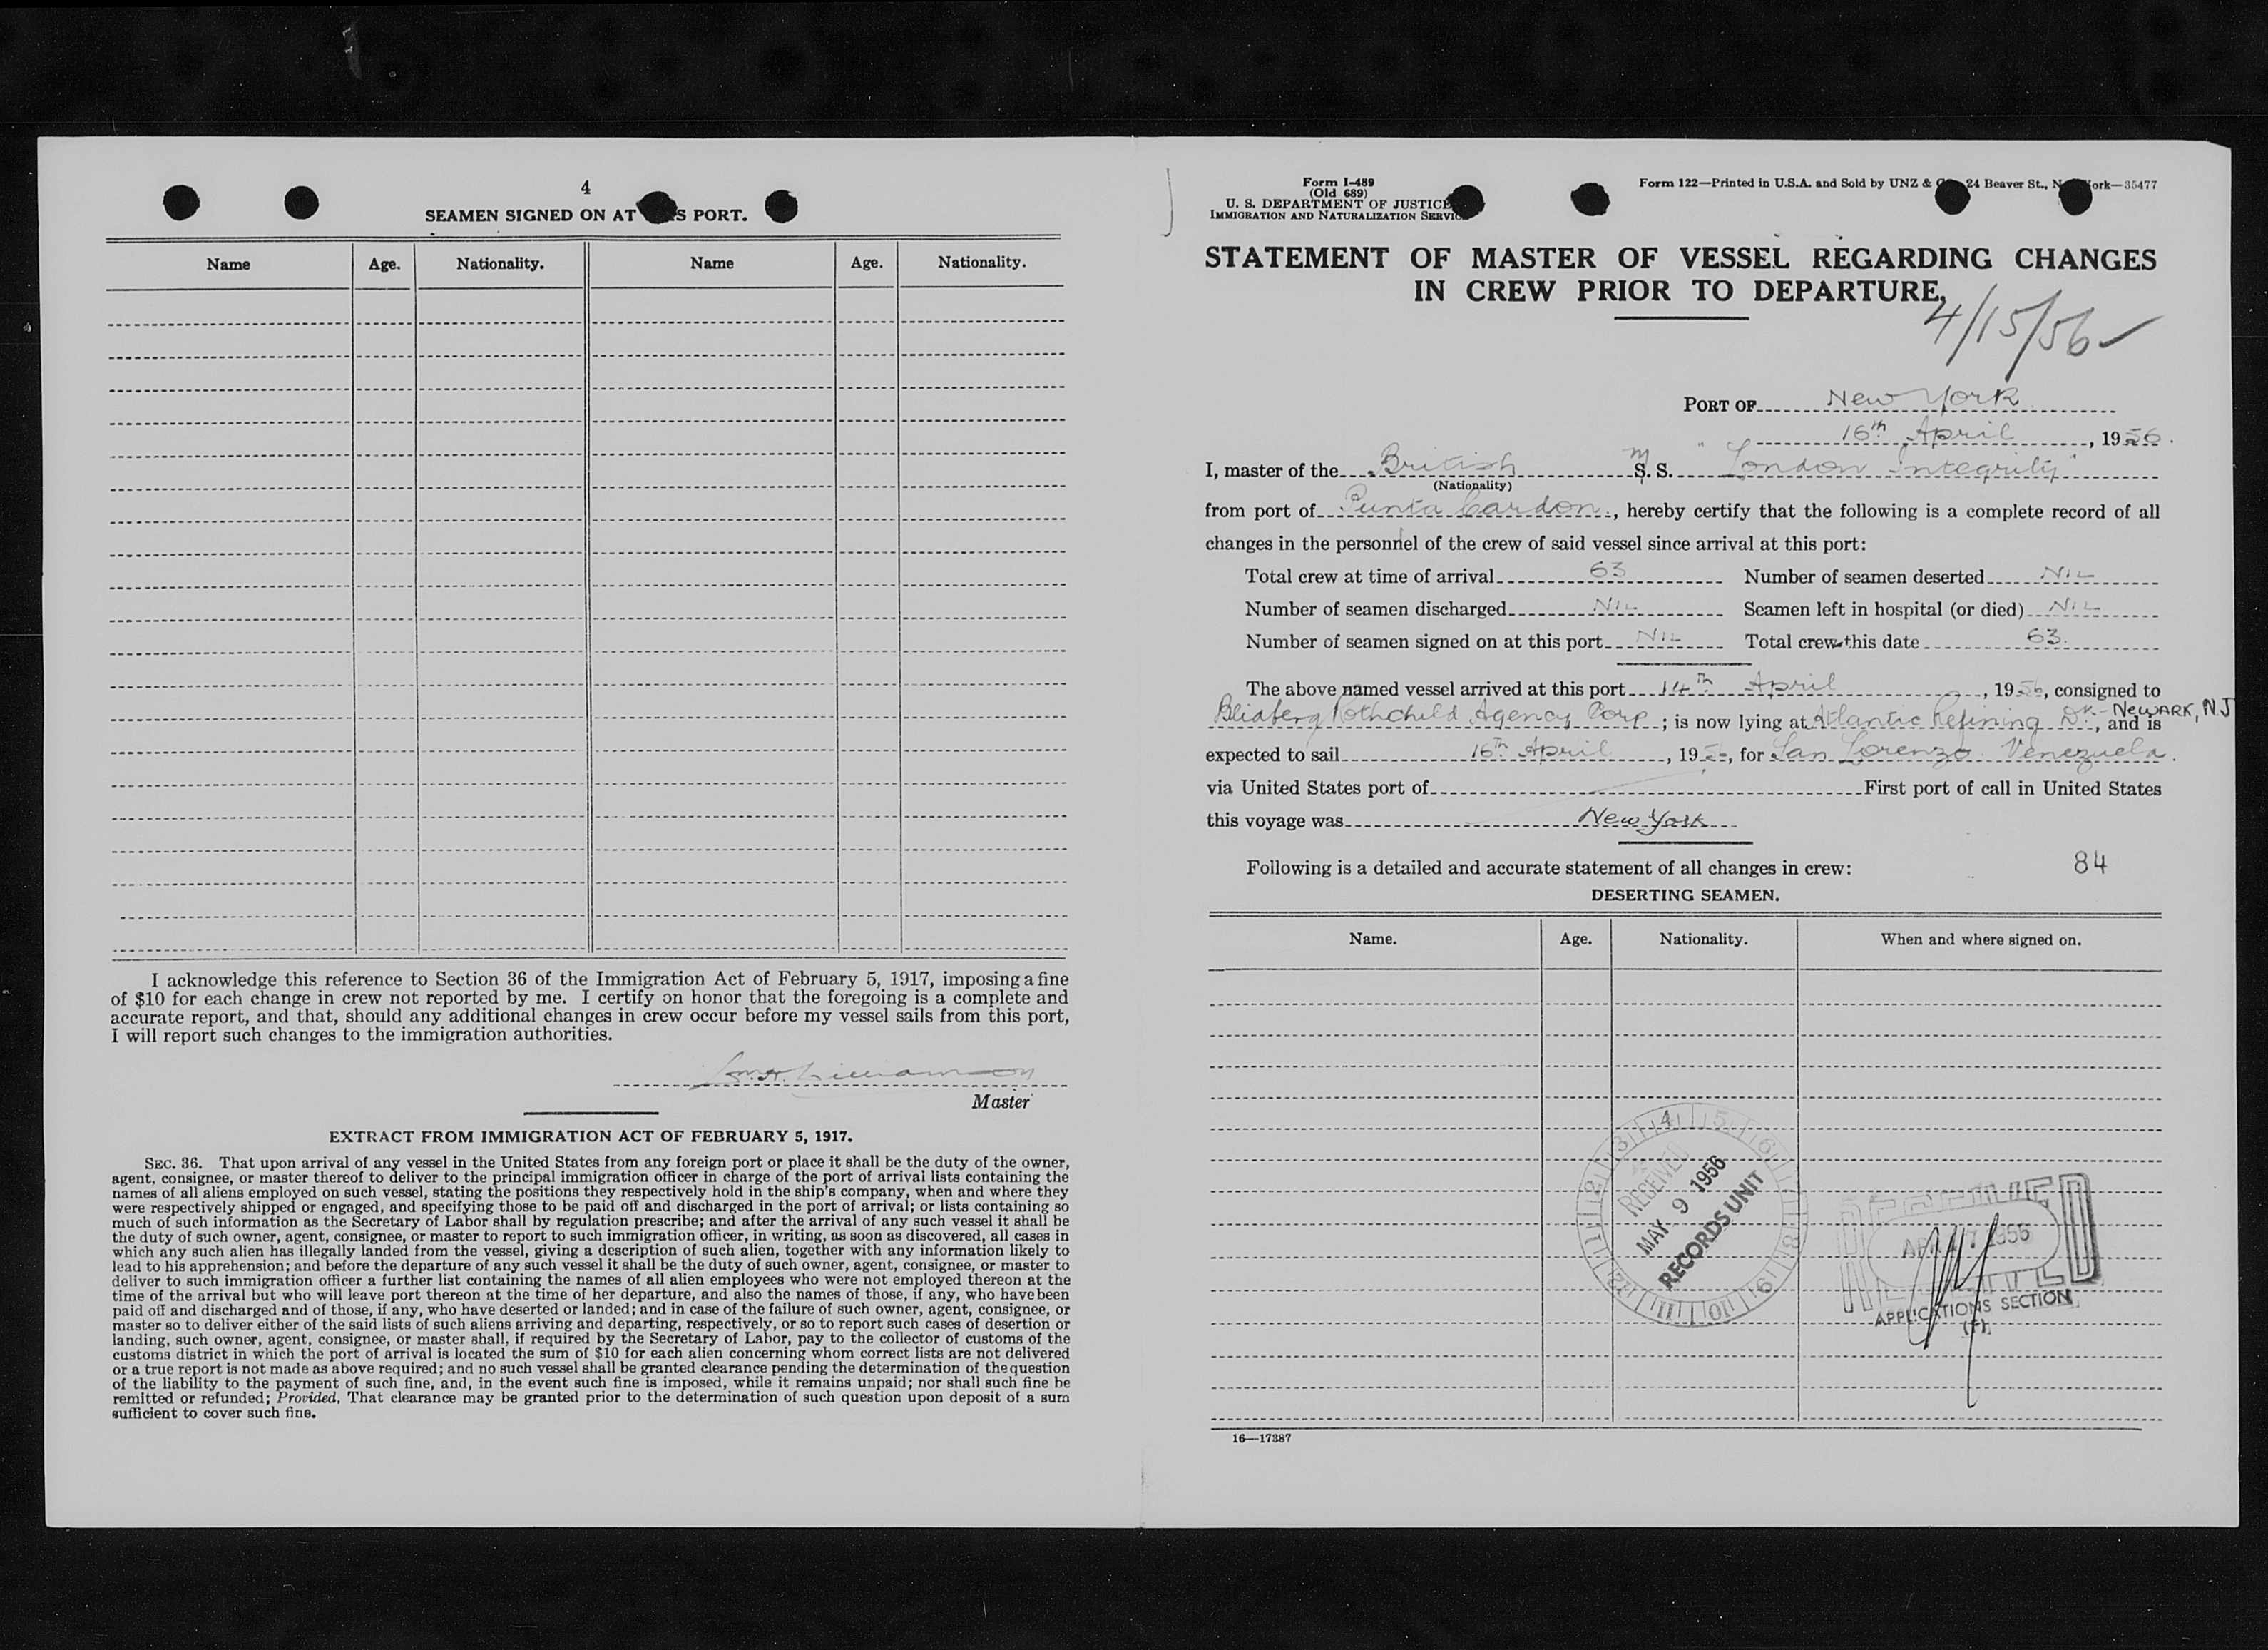 4
SEAMEN SIGNED ON AT S PORT.
Name Age. Nationality. Name Age. Nationality.
I acknowledge this reference to Section 36 of the Immigration Act of February 5, 1917, imposing a fine
of $10 for each change in crew not reported by me. I certify on honor that the foregoing is a complete and
accurate report, and that, should any additional changes in crew occur before my vessel sails from this port,
I will report such changes to the immigration authorities.
Master
EXTRACT FROM IMMIGRATION ACT OF FEBRUARY 5, 1917.
SEC. 36. That upon arrival of any vessel in the United States from any foreign port or place it shall be the duty of the owner,
agent, consignee, or master thereof to deliver to the principal immigration officer in charge of the port of arrival lists containing the
names of all aliens employed on such vessel, stating the positions they respectively hold in the ship's company, when and where they
were respectively shipped or engaged, and specifying those to be paid off and discharged in the port of arrival; or lists containing so
much of such information as the Secretary of Labor shall by regulation prescribe; and after the arrival of any such vessel it shall be
the duty of such owner, agent, consignee, or master to report to such immigration officer, in writing, as soon as discovered, all cases in
which any such alien has illegally landed from the vessel, giving a description of such alien, together with any information likely to
lead to his apprehension; and before the departure of any such vessel it shall be the duty of such owner, agent, consignee, or master to
deliver to such immigration officer a further list containing the names of all alien employees who were not employed thereon at the
time of the arrival but who will leave port thereon at the time of her departure, and also the names of those, if any, who have been
paid off and discharged and of those, if any, who have deserted or landed; and in case of the failure of such owner, agent, consignee, or
master so to deliver either of the said lists of such aliens arriving and departing, respectively, or so to report such cases of desertion or
landing, such owner, agent, consignee, or master shall, if required by the Secretary of Labor, pay to the collector of customs of the
customs district in which the port of arrival is located the sum of $10 for each alien concerning whom correct lists are not delivered
or a true report is not made as above required; and no such vessel shall be granted clearance pending the determination of the question
of the liability to the payment of such fine, and, in the event such fine is imposed, while it remains unpaid; nor shall such fine be
remitted or refunded; Provided, That clearance may be granted prior to the determination of such question upon deposit of a sum
sufficient to cover such fine.
Form I-489
(Old 689)
U. S. DEPARTMENT OF JUSTICE
IMMIGRATION AND NATURALIZATION SERVICE
Form 122—Printed in U.S.A. and Sold by UNZ & 24 Beaver St., ork—35477
STATEMENT OF MASTER OF VESSEL REGARDING CHANGES
IN CREW PRIOR TO DEPARTURE,
4/15/56
PORT OF New York
16th April, 1956.
I, master of the British M S. S. "London Integrity"
(Nationality)
from port of Punta Cardon, hereby certify that the following is a complete record of all
changes in the personnel of the crew of said vessel since arrival at this port:
Total crew at time of arrival 63 Number of seamen deserted NIL
Number of seamen discharged NIL Seamen left in hospital (or died) NIL
Number of seamen signed on at this port NIL Total crew this date 63.
The above named vessel arrived at this port 14th April, 1956, consigned to
Blidberg Rothchild Agency Corp; is now lying at Atlantic Refining Dk - NEWARK, N.J, and is
expected to sail 16th April, 195, for San Lorenzo Venezuela.
via United States port of First port of call in United States
this voyage was New York
Following is a detailed and accurate statement of all changes in crew: 84
DESERTING SEAMEN.
Name. Age. Nationality. When and where signed on.
RECEIVED
MAY 9 1956
RECORDS UNIT
RECEIVED
APR 17 1956
APPLICATIONS SECTION
16—17387